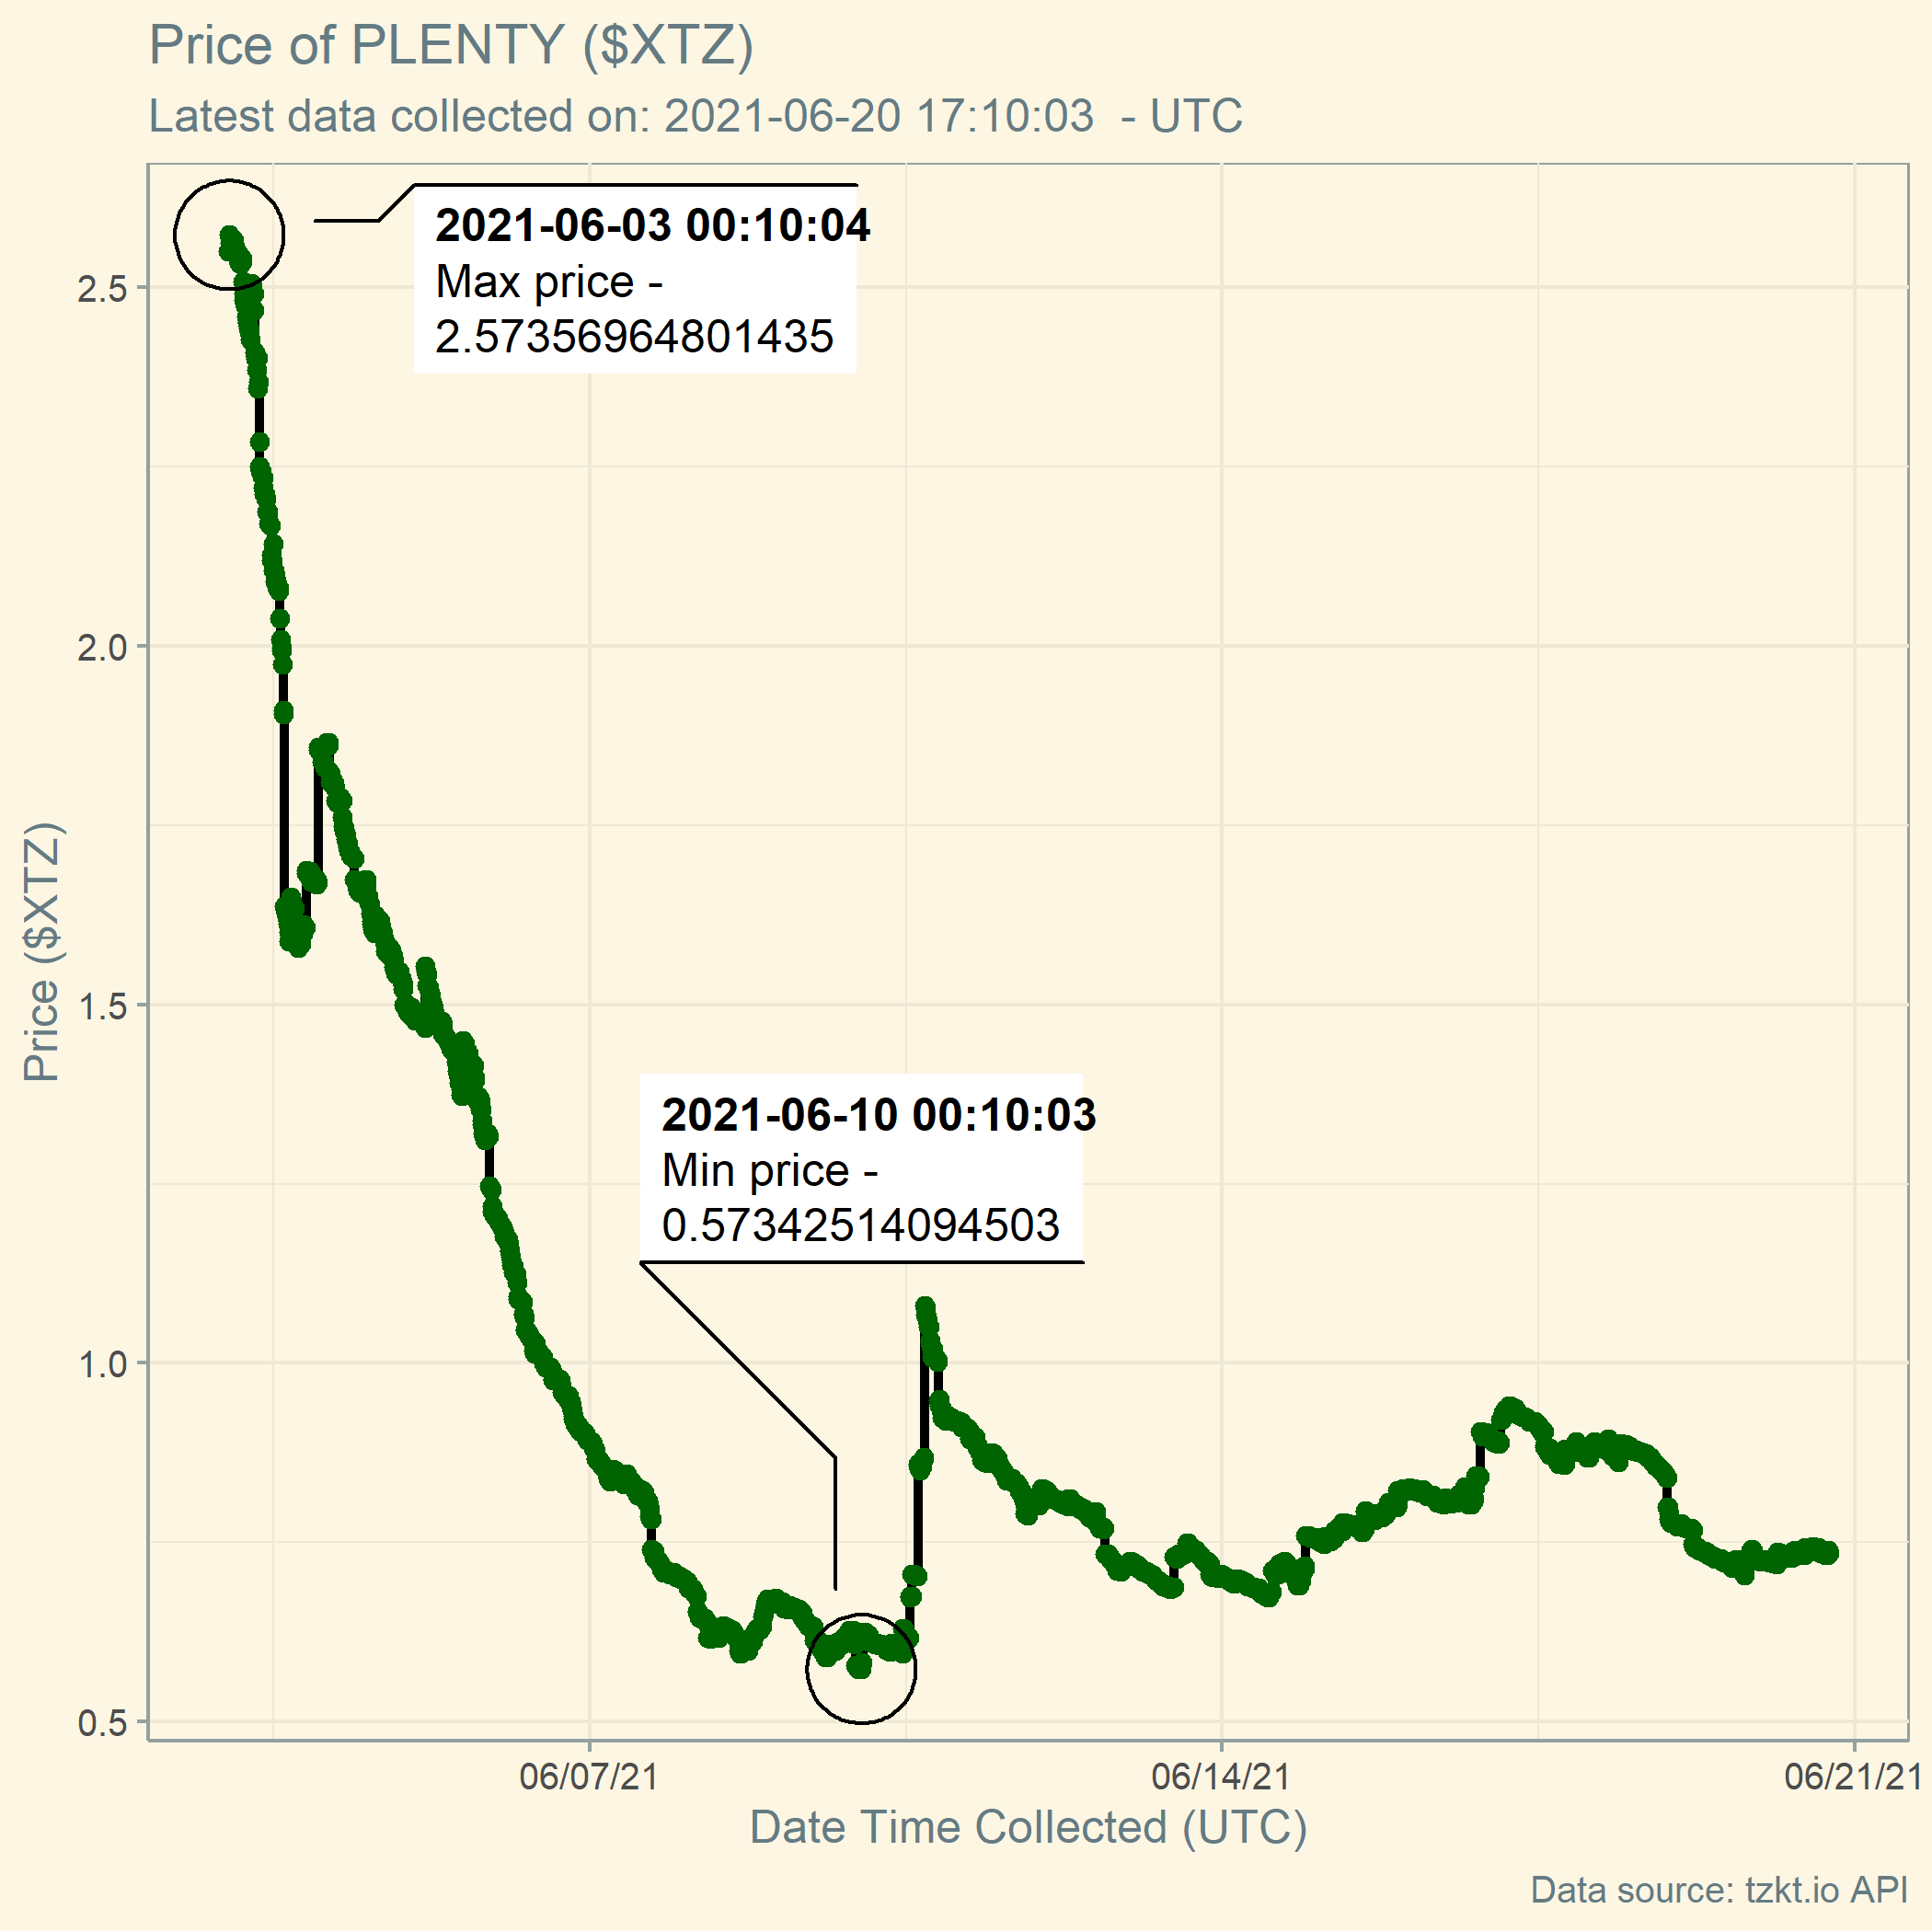 Price of PLENTY ($XTZ)
Latest data collected on: 2021-06-20 17:10:03  - UTC
2021-06-03 00:10:04
Max price -
2.57356964801435
2021-06-10 00:10:03
Min price -
0.57342514094503
Price ($XTZ)
2.5
2.0
1.5
1.0
0.5
06/07/21
06/14/21
06/21/21
Date Time Collected (UTC)
Data source: tzkt.io API